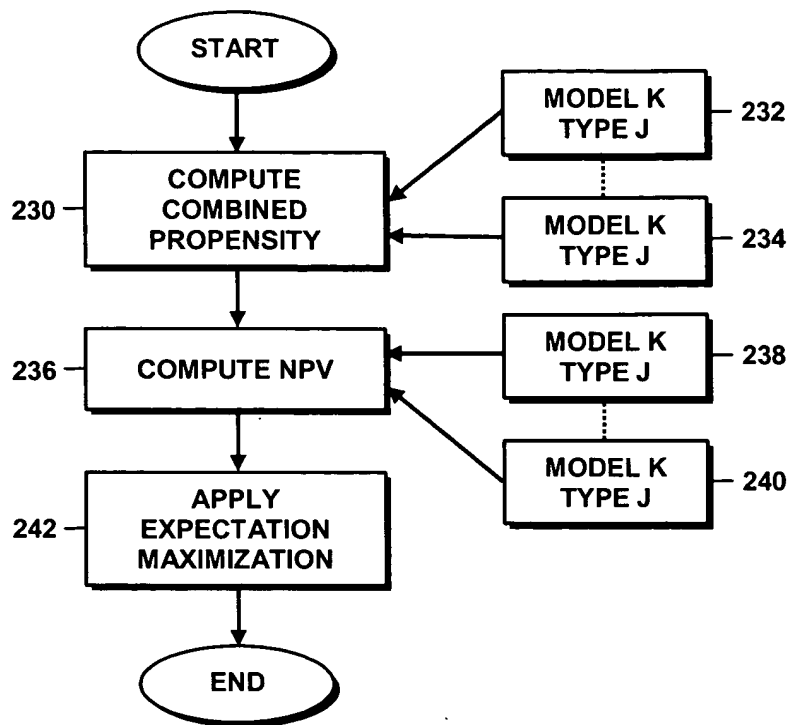 START
MODEL K
TYPE J
232
230
COMPUTE
COMBINED
PROPENSITY
MODEL K
TYPE J
234
236
COMPUTE NPV
MODEL K
TYPE J
238
242
APPLY
EXPECTATION
MAXIMIZATION
MODEL K
TYPE J
240
END